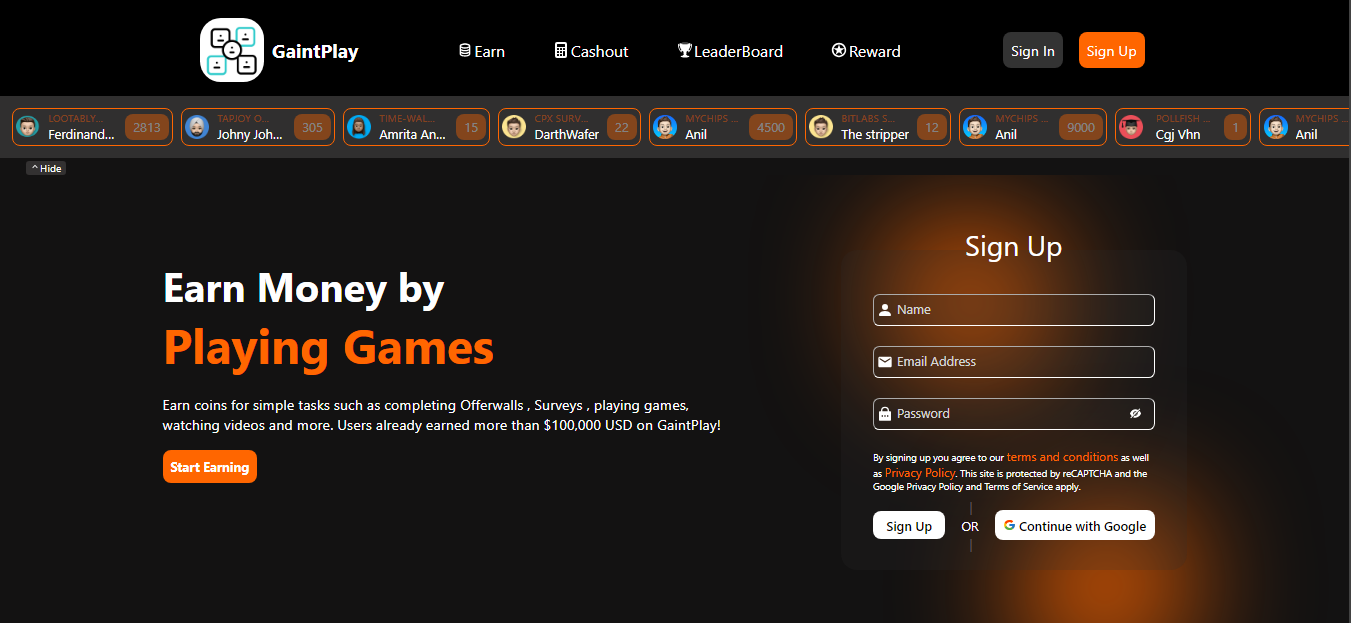 GaintPlay Earn Cashout LeaderBoard Reward Sign In Sign Up
LOOTABLY... TAPJOY O... TIME-WAL... CPX SURV... MYCHIPS ... BITLABS S... MYCHIPS ... POLLFISH ... MYCHIPS ...
Ferdinand... 2813 Johny Joh... 305 Amrita An... 15 DarthWafer 22 Anil 4500 The stripper 12 Anil 9000 Cgj Vhn 1 Anil
^ Hide
Earn Money by
Playing Games
Earn coins for simple tasks such as completing Offerwalls , Surveys , playing games,
watching videos and more. Users already earned more than $100,000 USD on GaintPlay!
Start Earning
Sign Up
Name
Email Address
Password
By signing up you agree to our terms and conditions as well
as Privacy Policy. This site is protected by reCAPTCHA and the
Google Privacy Policy and Terms of Service apply.
Sign Up OR Continue with Google